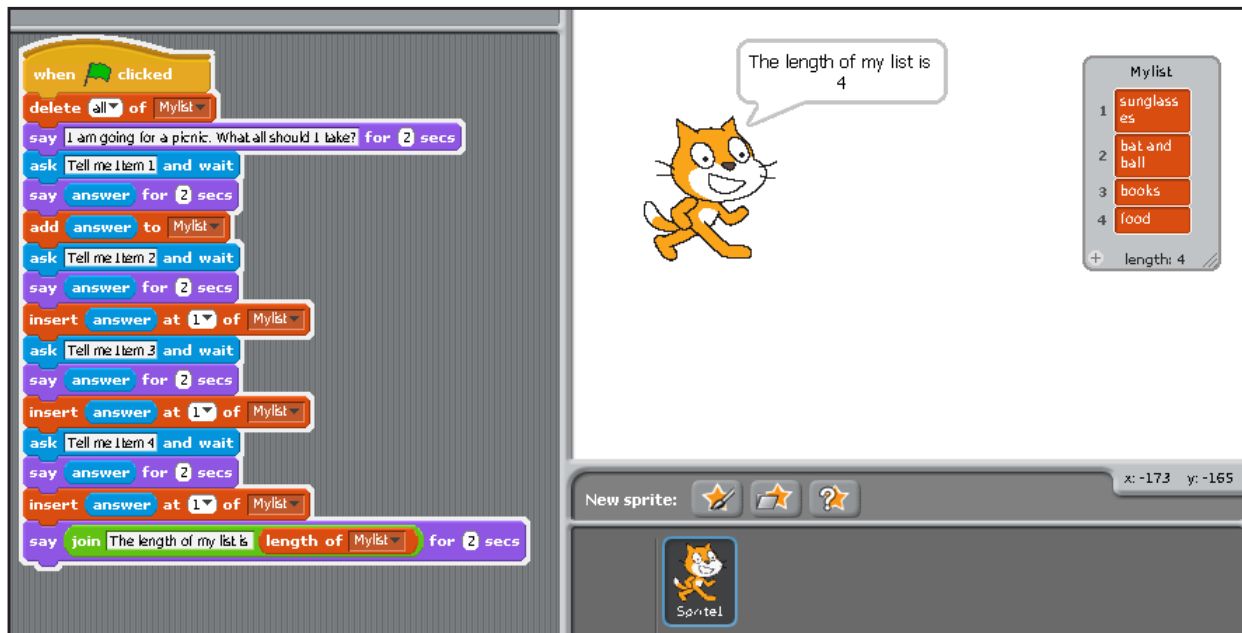 when clicked
delete all of Mylist
say I am going for a picnic. What all should I take? for 2 secs
ask Tell me Item 1 and wait
say answer for 2 secs
add answer to Mylist
ask Tell me Item 2 and wait
say answer for 2 secs
insert answer at 1 of Mylist
ask Tell me Item 3 and wait
say answer for 2 secs
insert answer at 1 of Mylist
ask Tell me Item 4 and wait
say answer for 2 secs
insert answer at 1 of Mylist
say join The length of my list is length of Mylist for 2 secs
The length of my list is
4
Mylist
1 sunglass
es
2 bat and
ball
3 books
4 food
+ length: 4
x: -173 y: -165
New sprite:
Sprite1